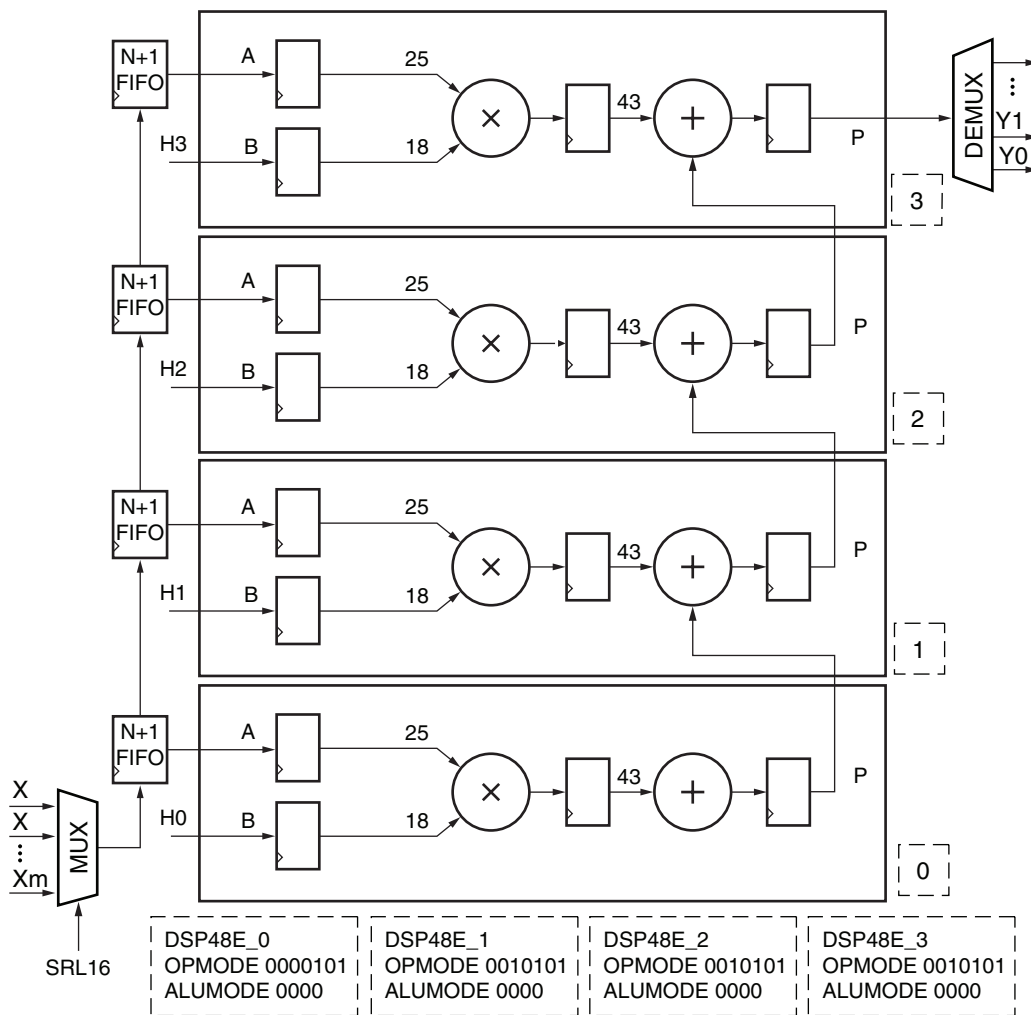 N+1
FIFO
A
25
43
H3
B
18
P
DEMUX
...
Y1
Y0
3
N+1
FIFO
A
25
43
H2
B
18
P
2
N+1
FIFO
A
25
43
H1
B
18
P
1
N+1
FIFO
A
25
43
H0
B
18
P
0
X
X
...
Xm
MUX
SRL16
DSP48E_0
OPMODE 0000101
ALUMODE 0000
DSP48E_1
OPMODE 0010101
ALUMODE 0000
DSP48E_2
OPMODE 0010101
ALUMODE 0000
DSP48E_3
OPMODE 0010101
ALUMODE 0000